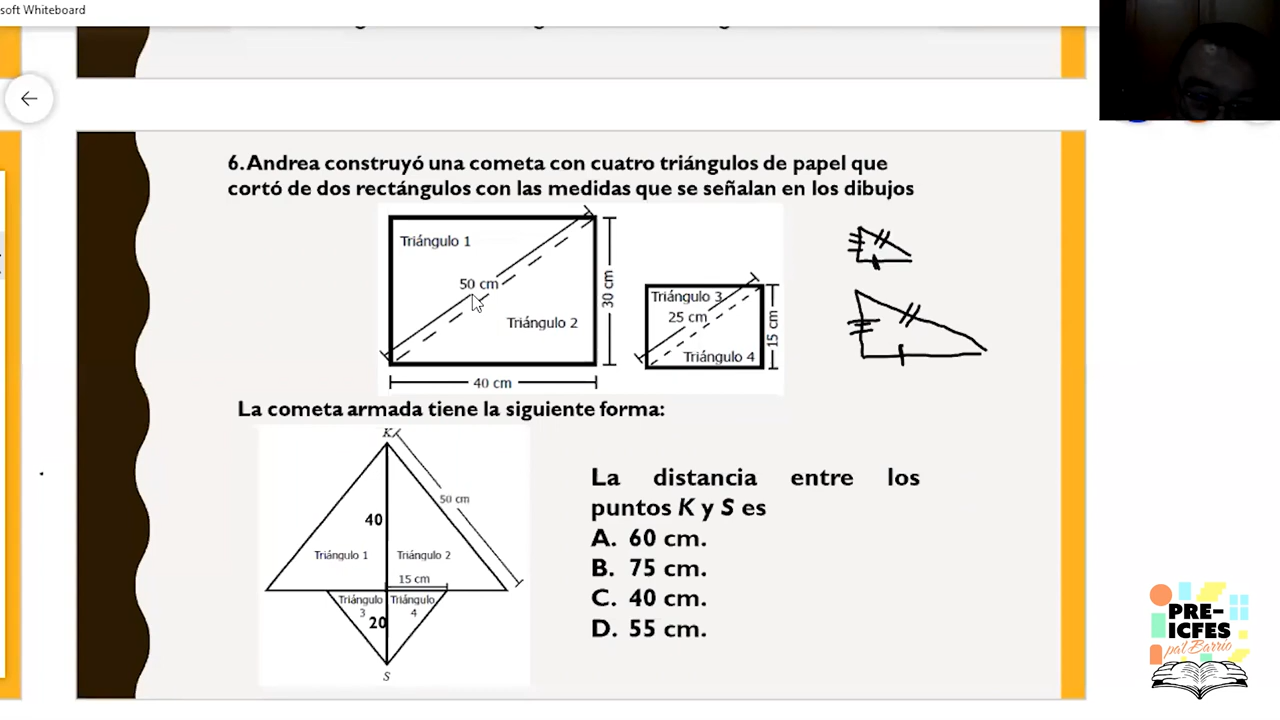 soft Whiteboard
6. Andrea construyó una cometa con cuatro triángulos de papel que
cortó de dos rectángulos con las medidas que se señalan en los dibujos
Triángulo 1
50 cm
Triángulo 2
30 cm
40 cm
Triángulo 3
25 cm
Triángulo 4
15 cm
La cometa armada tiene la siguiente forma:
K
50 cm
40
Triángulo 1
Triángulo 2
15 cm
Triángulo
3
Triángulo
4
20
S
La distancia entre los
puntos K y S es
A. 60 cm.
B. 75 cm.
C. 40 cm.
D. 55 cm.
PRE-
ICFES
pa'l Barrio